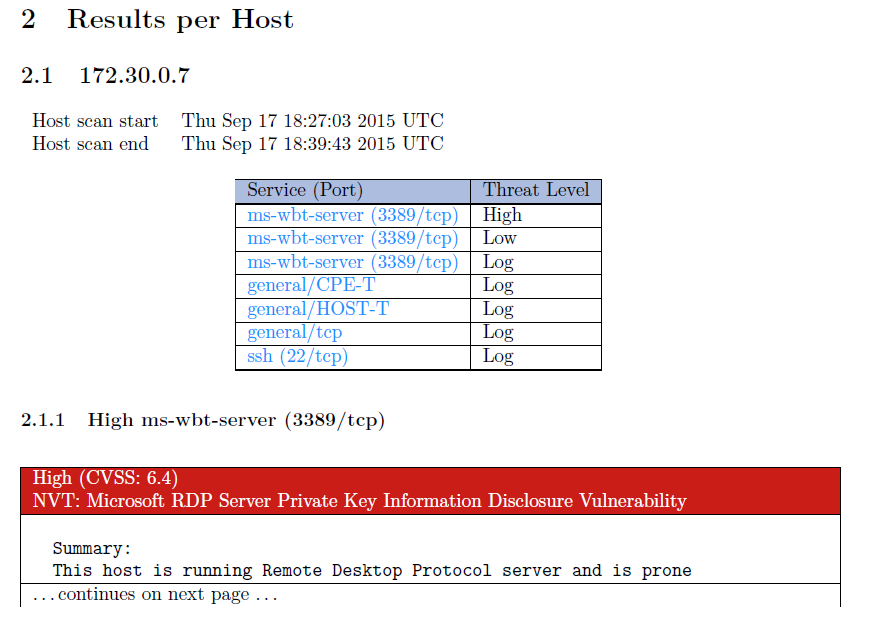 2 Results per Host
2.1 172.30.0.7
Host scan start Thu Sep 17 18:27:03 2015 UTC
Host scan end Thu Sep 17 18:39:43 2015 UTC
Service (Port) Threat Level
ms-wbt-server (3389/tcp) High
ms-wbt-server (3389/tcp) Low
ms-wbt-server (3389/tcp) Log
general/CPE-T Log
general/HOST-T Log
general/tcp Log
ssh (22/tcp) Log
2.1.1 High ms-wbt-server (3389/tcp)
High (CVSS: 6.4)
NVT: Microsoft RDP Server Private Key Information Disclosure Vulnerability
Summary:
This host is running Remote Desktop Protocol server and is prone
...continues on next page ...